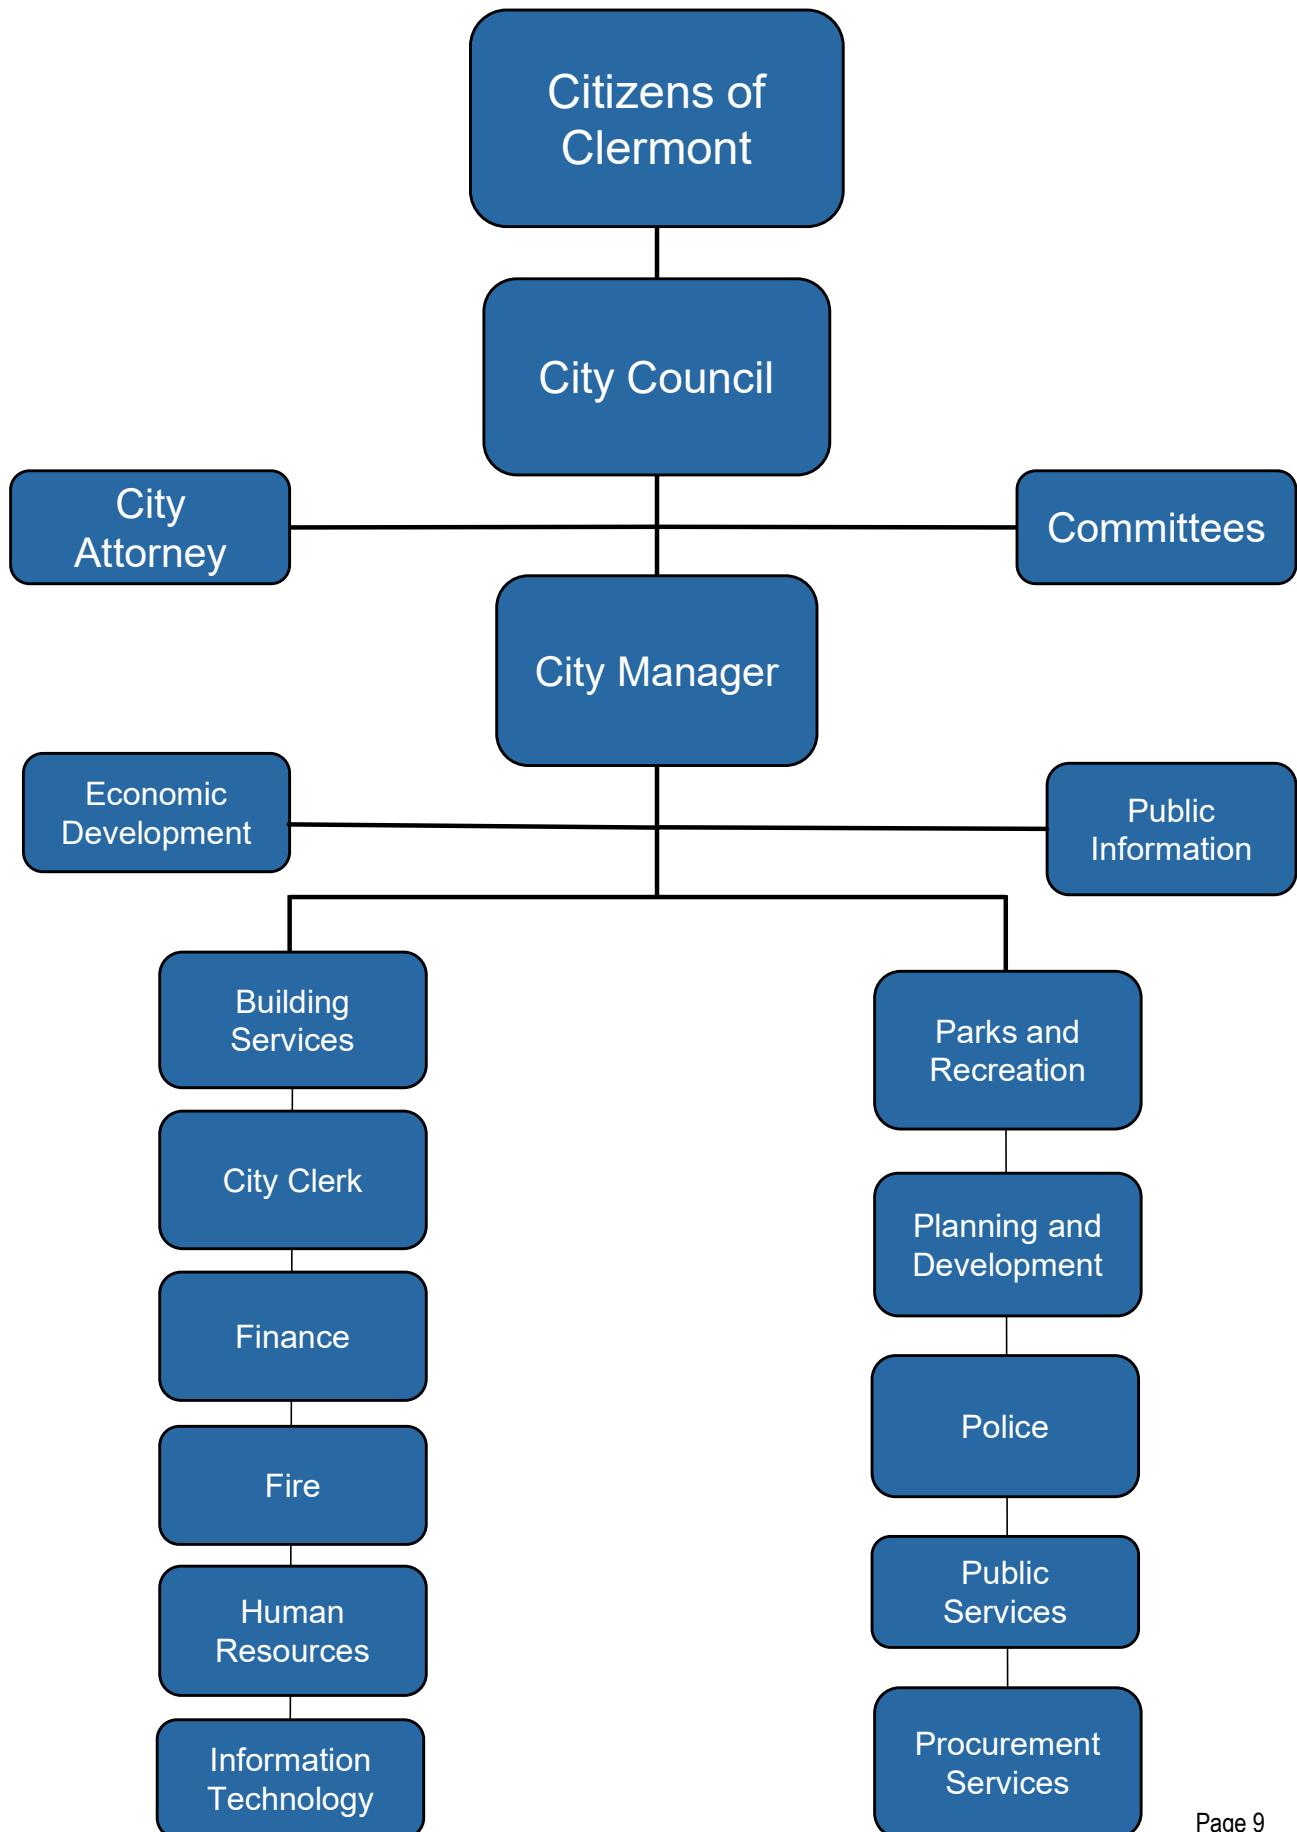 Citizens of
Clermont
City Council
City
Attorney
Committees
City Manager
Economic
Development
Public
Information
Building
Services
City Clerk
Finance
Fire
Human
Resources
Information
Technology
Parks and
Recreation
Planning and
Development
Police
Public
Services
Procurement
Services
Page 9